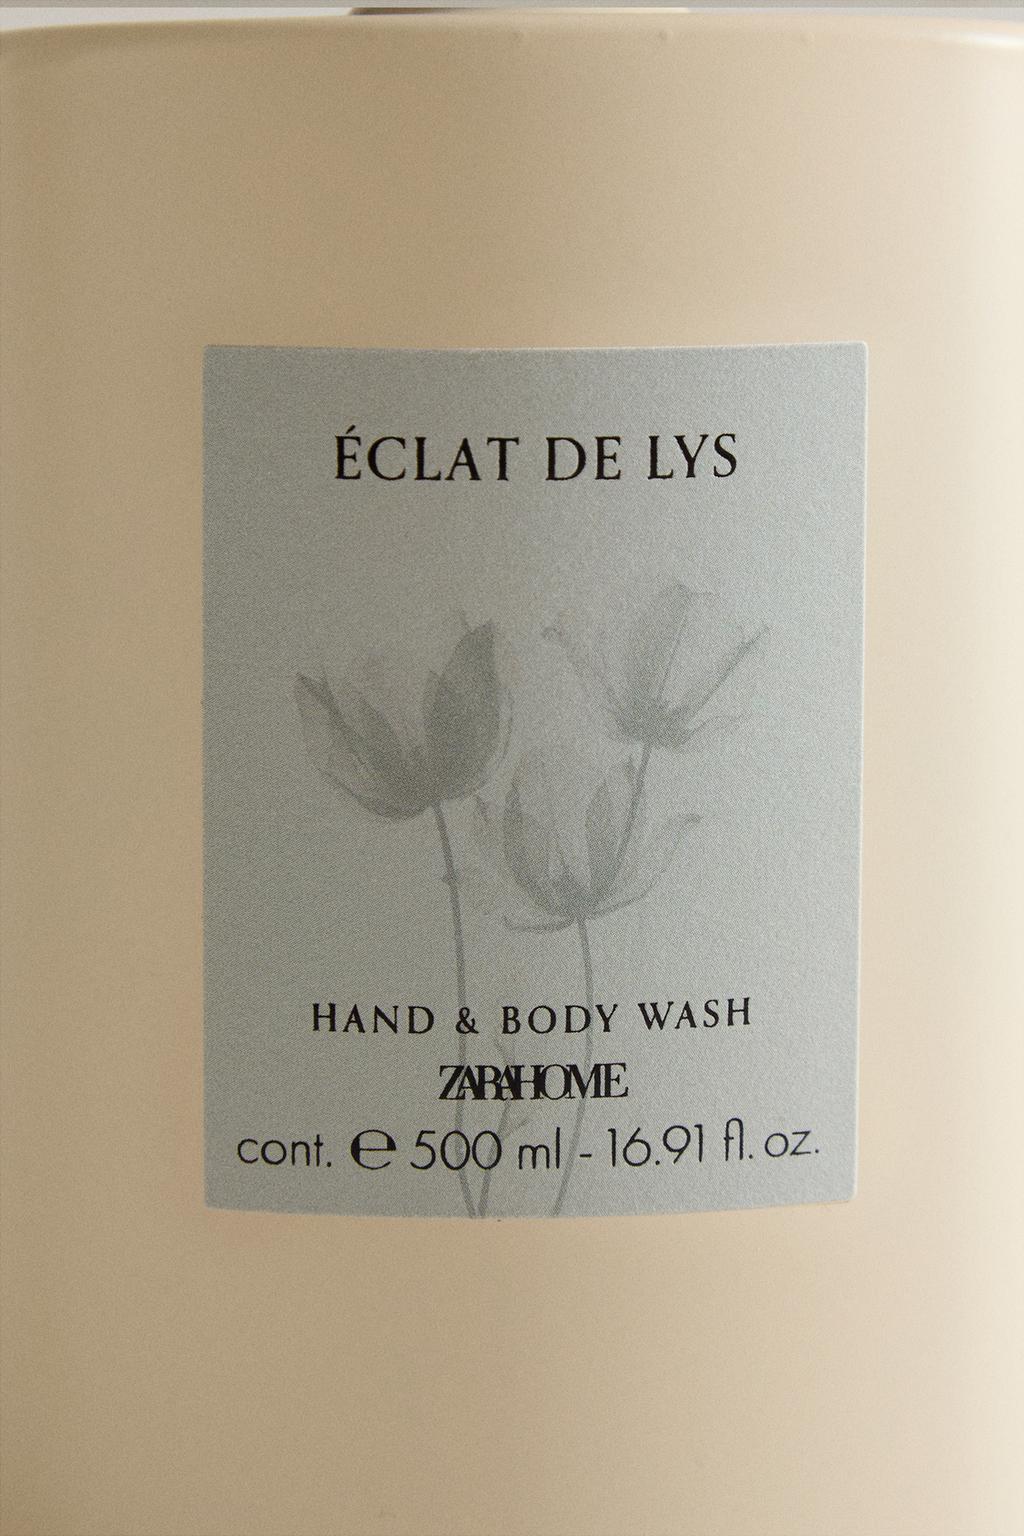 ÉCLAT DE LYS
HAND & BODY WASH
ZARAHOME
cont. ℮ 500 ml - 16.91 fl. oz.